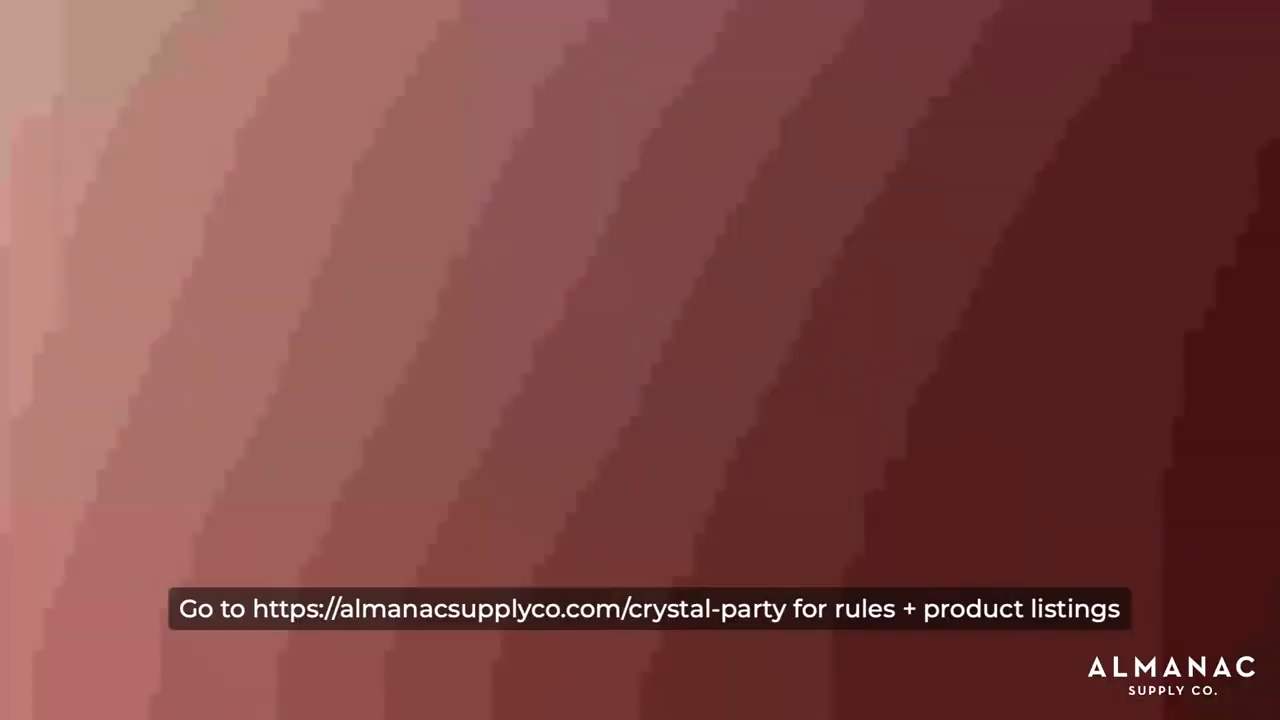 Go to https://almanacsupplyco.com/crystal-party for rules + product listings
ALMANAC
SUPPLY CO.